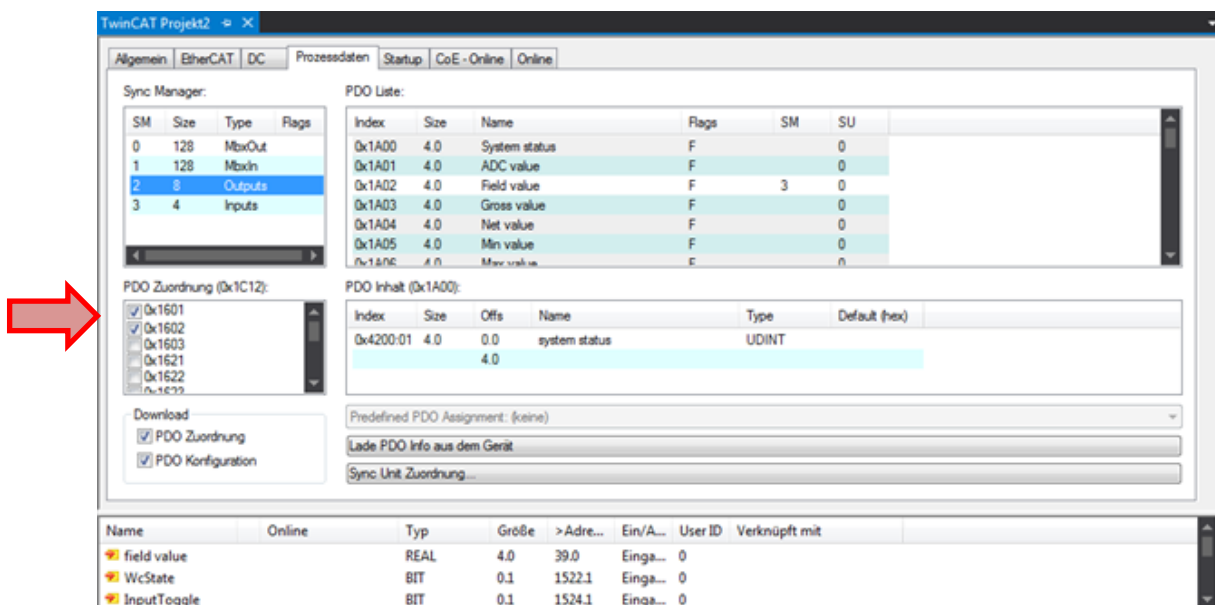 TwinCAT Projekt2
Allgemein EtherCAT DC Prozessdaten Startup CoE - Online Online
Sync Manager:
SM Size Type Flags
0 128 MbxOut
1 128 MbxIn
2 8 Outputs
3 4 Inputs
PDO Liste:
Index Size Name Flags SM SU
0x1A00 4.0 System status F 0
0x1A01 4.0 ADC value F 0
0x1A02 4.0 Field value F 3 0
0x1A03 4.0 Gross value F 0
0x1A04 4.0 Net value F 0
0x1A05 4.0 Min value F 0
0x1A06 4.0 Max value F 0
PDO Zuordnung (0x1C12):
0x1601
0x1602
0x1603
0x1621
0x1622
0x1623
PDO Inhalt (0x1A00):
Index Size Offs Name Type Default (hex)
0x4200:01 4.0 0.0 system status UDINT
4.0
Download
PDO Zuordnung
PDO Konfiguration
Predefined PDO Assignment: (keine)
Lade PDO Info aus dem Gerät
Sync Unit Zuordnung...
Name Online Typ Größe >Adre... Ein/A... User ID Verknüpft mit
field value REAL 4.0 39.0 Einga... 0
WcState BIT 0.1 1522.1 Einga... 0
InputToggle BIT 0.1 1524.1 Einga... 0